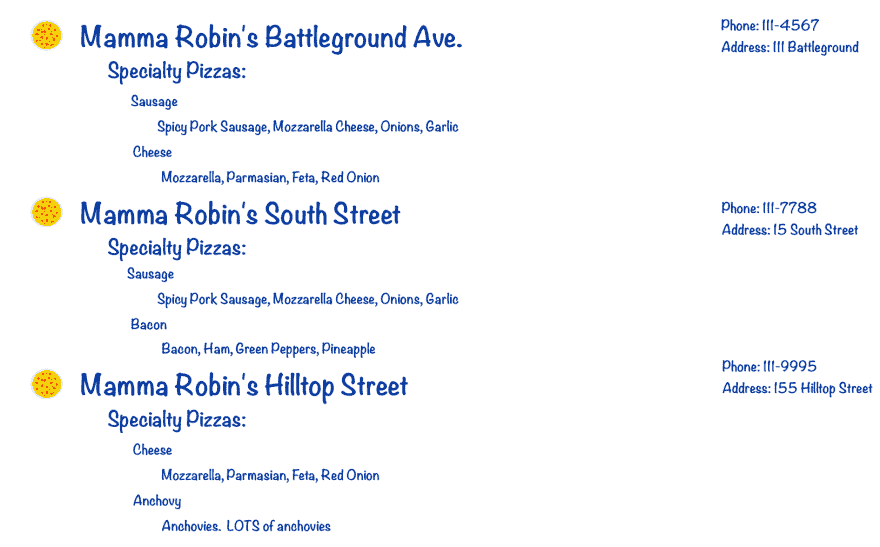 Mamma Robin's Battleground Ave.
Phone: 111-4567
Address: 111 Battleground
Specialty Pizzas:
Sausage
Spicy Pork Sausage, Mozzarella Cheese, Onions, Garlic
Cheese
Mozzarella, Parmasian, Feta, Red Onion
Mamma Robin's South Street
Phone: 111-7788
Address: 15 South Street
Specialty Pizzas:
Sausage
Spicy Pork Sausage, Mozzarella Cheese, Onions, Garlic
Bacon
Bacon, Ham, Green Peppers, Pineapple
Mamma Robin's Hilltop Street
Phone: 111-9995
Address: 155 Hilltop Street
Specialty Pizzas:
Cheese
Mozzarella, Parmasian, Feta, Red Onion
Anchovy
Anchovies. LOTS of anchovies